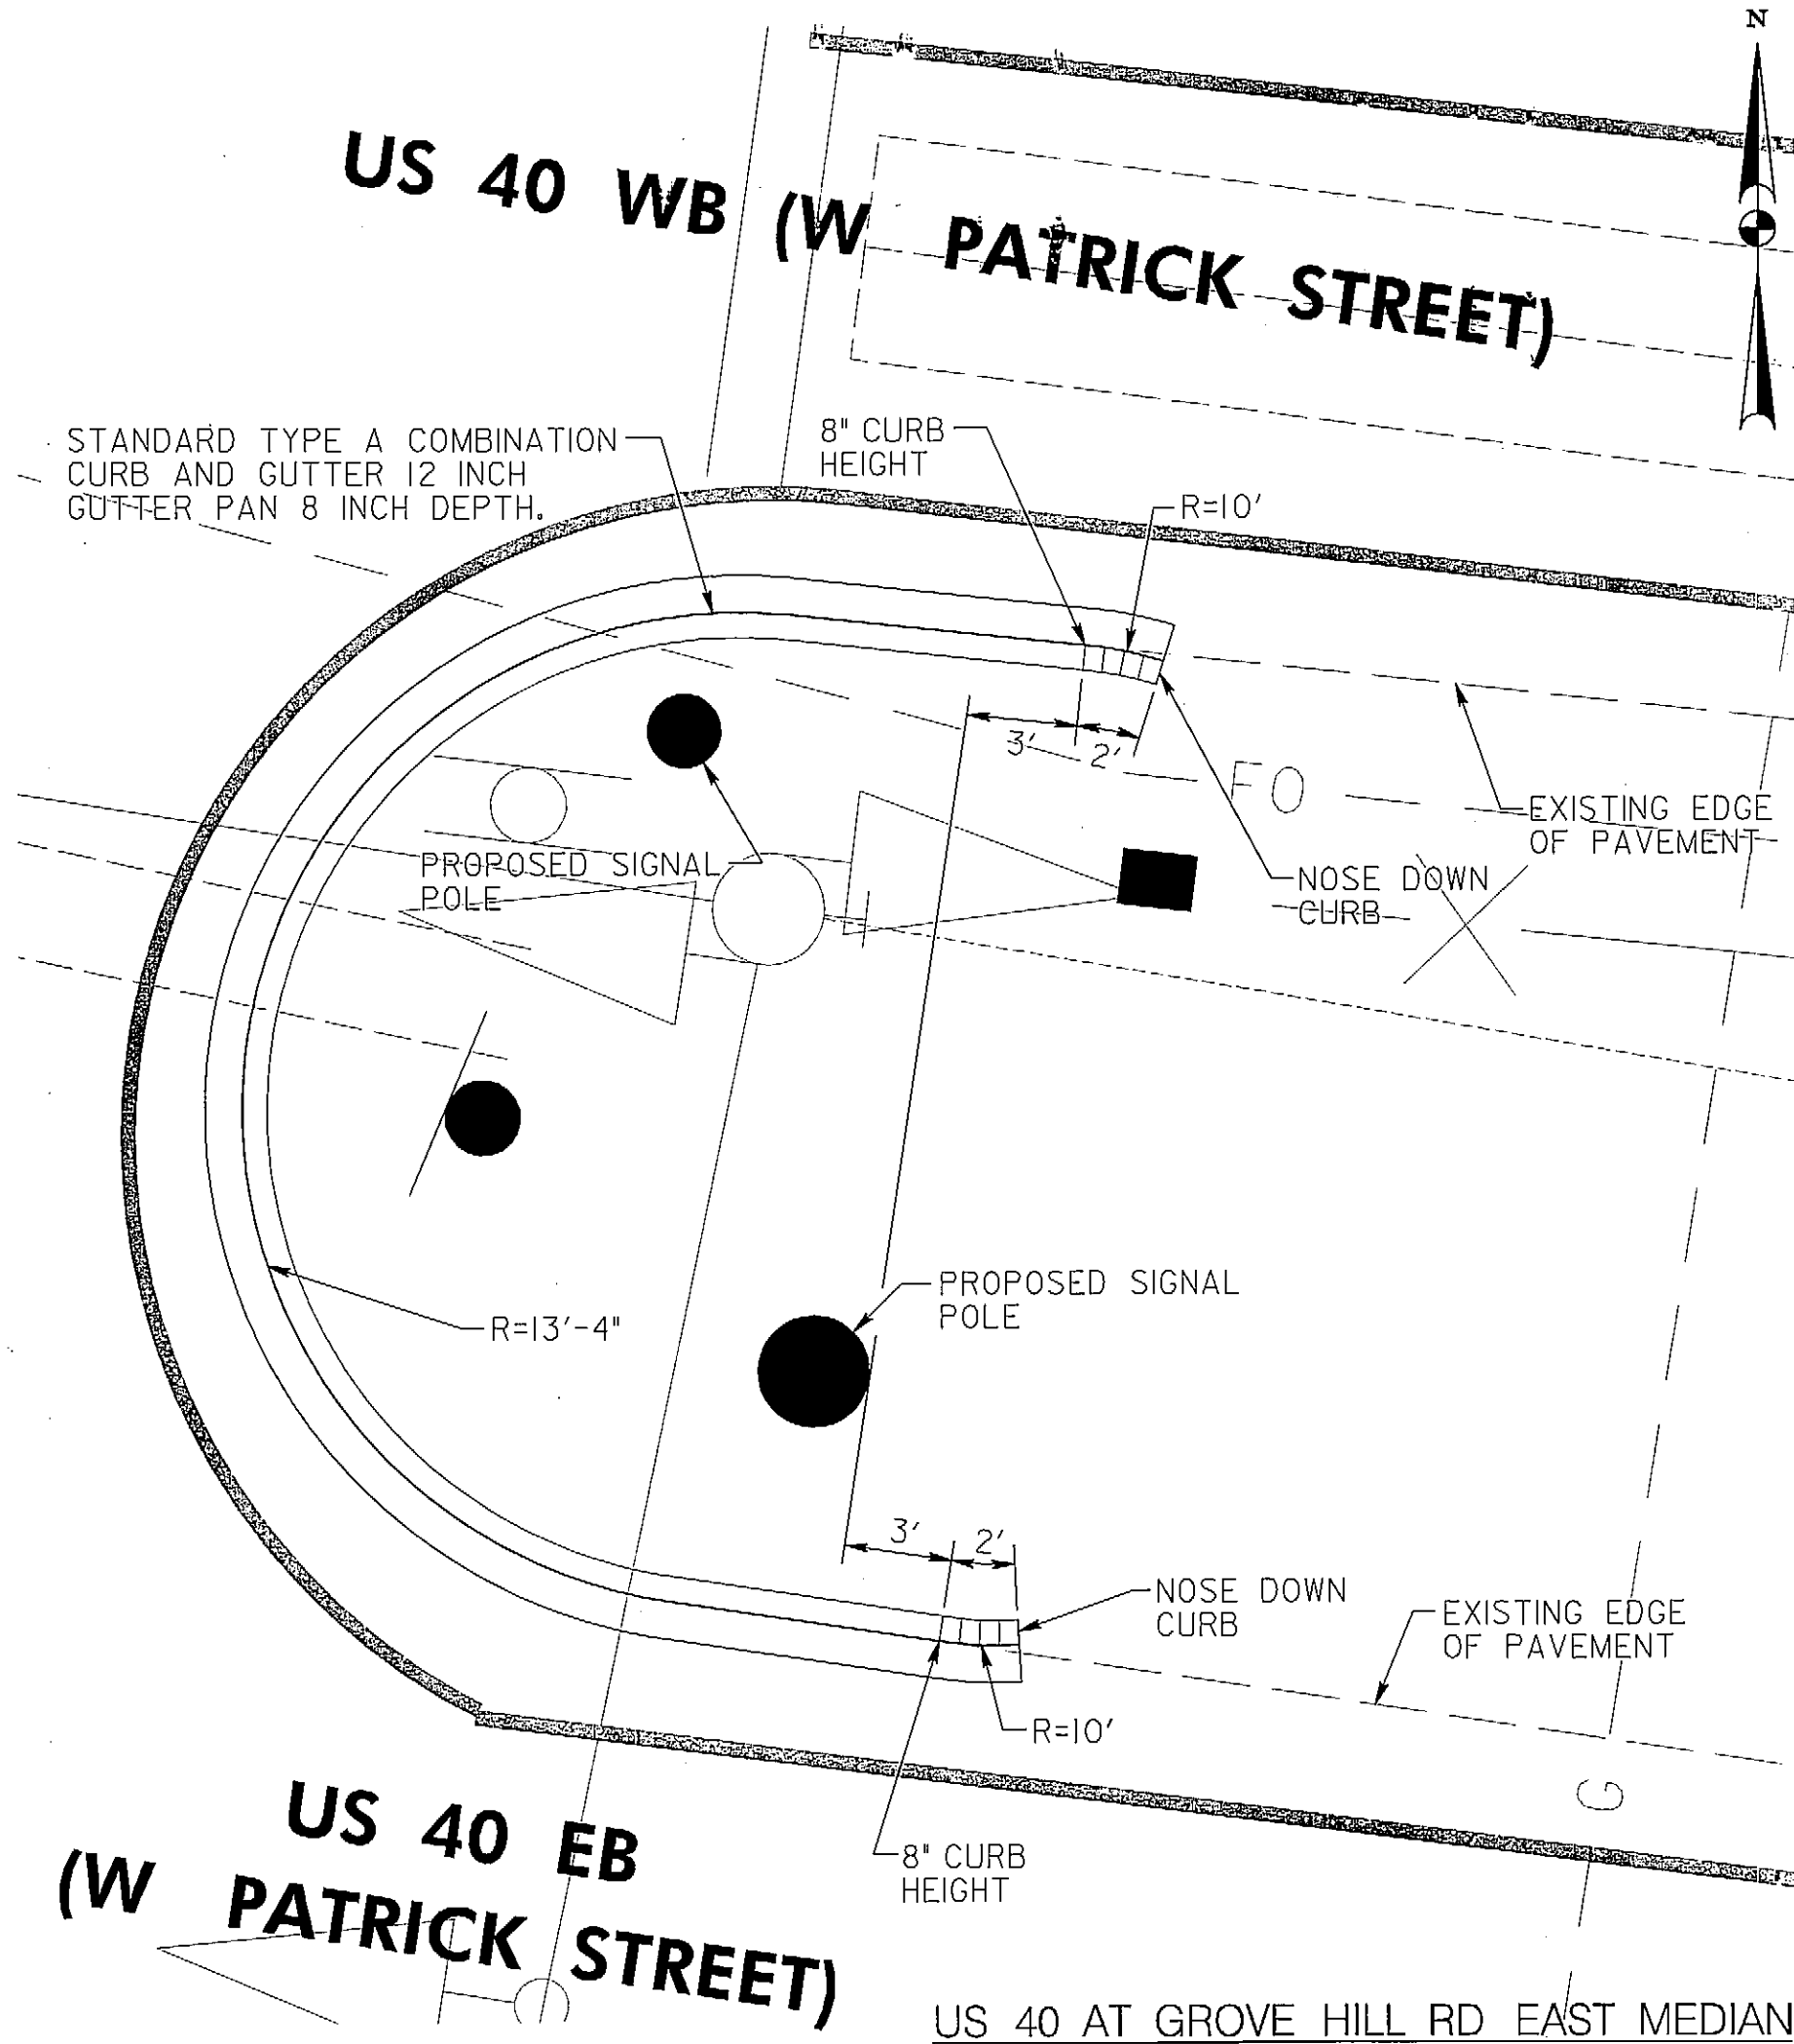 N
US 40 WB (W PATRICK STREET)
STANDARD TYPE A COMBINATION
CURB AND GUTTER 12 INCH
GUTTER PAN 8 INCH DEPTH.
8" CURB
HEIGHT
R=10'
3'
2'
FO
EXISTING EDGE
OF PAVEMENT
PROPOSED SIGNAL
POLE
NOSE DOWN
CURB
PROPOSED SIGNAL
POLE
R=13'-4"
3'
2'
NOSE DOWN
CURB
EXISTING EDGE
OF PAVEMENT
R=10'
G
8" CURB
HEIGHT
US 40 EB
(W PATRICK STREET)
US 40 AT GROVE HILL RD EAST MEDIAN